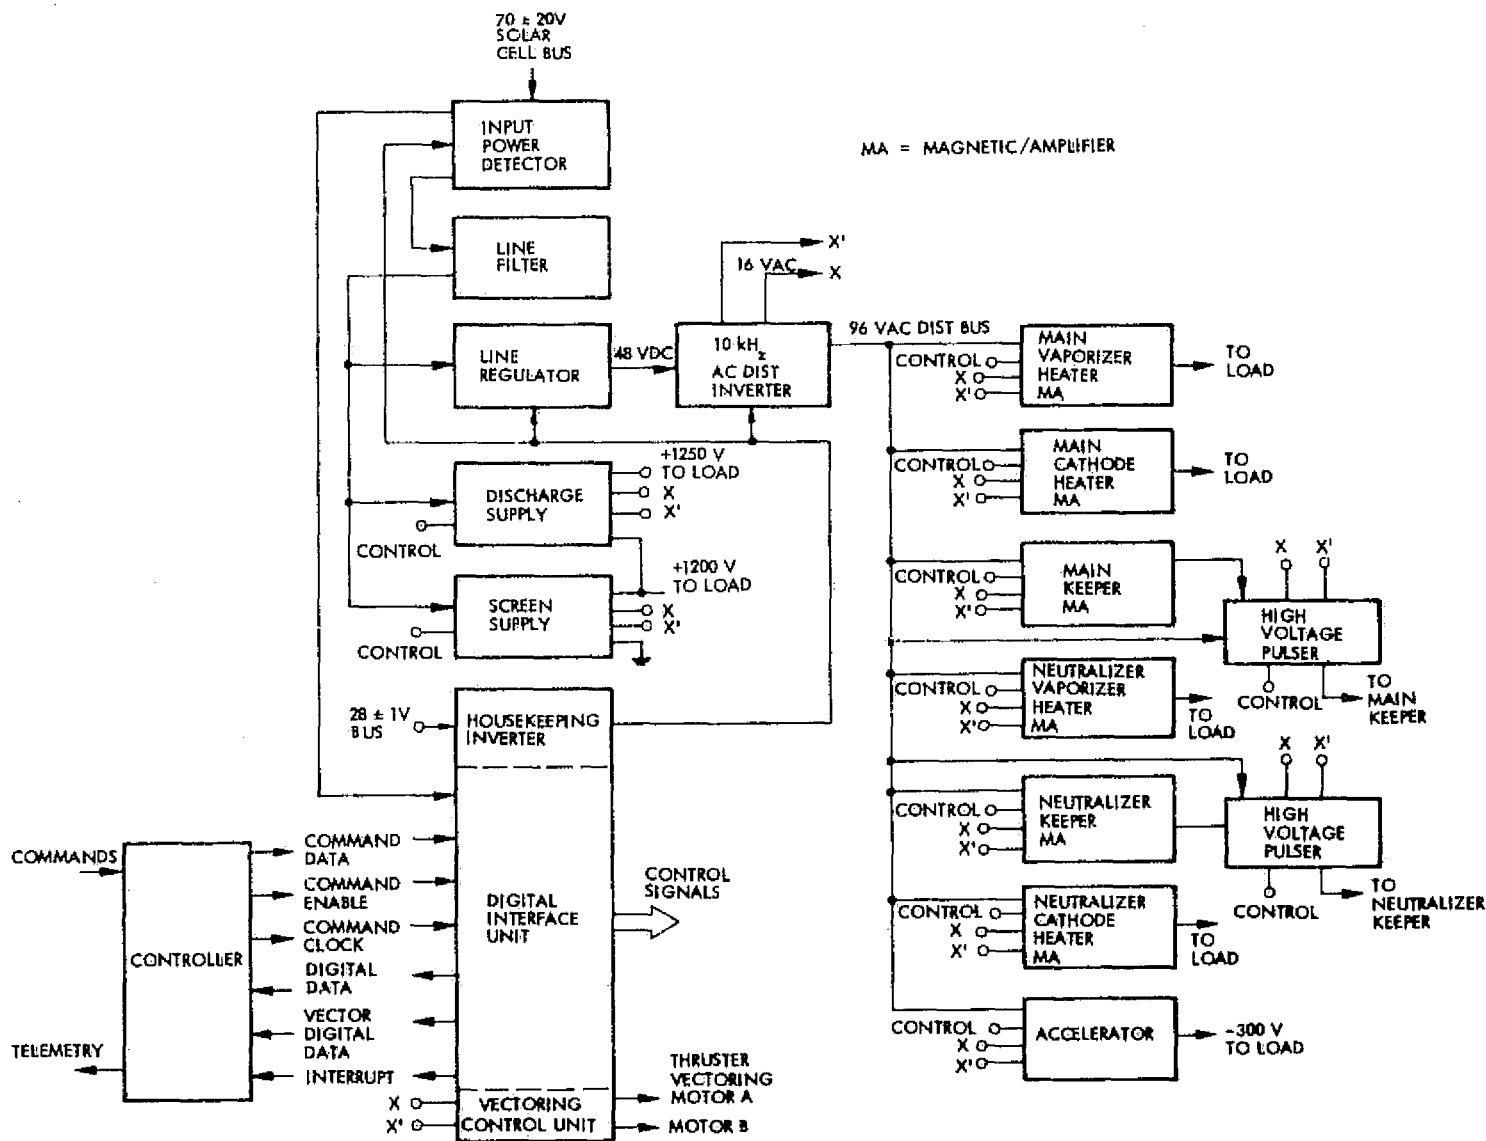 70 ± 20V
SOLAR
CELL BUS
INPUT
POWER
DETECTOR
MA = MAGNETIC/AMPLIFIER
LINE
FILTER
X'
16 VAC
X
LINE
REGULATOR
48 VDC
10 kHz
AC DIST
INVERTER
96 VAC DIST BUS
CONTROL
X
X'
MAIN
VAPORIZER
HEATER
MA
TO
LOAD
CONTROL
X
X'
MAIN
CATHODE
HEATER
MA
TO
LOAD
DISCHARGE
SUPPLY
CONTROL
+1250 V
TO LOAD
X
X'
SCREEN
SUPPLY
CONTROL
+1200 V
TO LOAD
X
X'
CONTROL
X
X'
MAIN
KEEPER
MA
X X'
HIGH
VOLTAGE
PULSER
CONTROL
TO
MAIN
KEEPER
CONTROL
X
X'
NEUTRALIZER
VAPORIZER
HEATER
MA
TO
LOAD
28 ± 1V
BUS
HOUSEKEEPING
INVERTER
CONTROL
X
X'
NEUTRALIZER
KEEPER
MA
X X'
HIGH
VOLTAGE
PULSER
CONTROL
TO
NEUTRALIZER
KEEPER
COMMANDS
CONTROLLER
TELEMETRY
COMMAND
DATA
COMMAND
ENABLE
COMMAND
CLOCK
DIGITAL
DATA
VECTOR
DIGITAL
DATA
INTERRUPT
DIGITAL
INTERFACE
UNIT
CONTROL
SIGNALS
CONTROL
X
X'
NEUTRALIZER
CATHODE
HEATER
MA
TO
LOAD
CONTROL
X
X'
ACCELERATOR
-300 V
TO LOAD
X
X'
VECTORING
CONTROL UNIT
THRUSTER
VECTORING
MOTOR A
MOTOR B